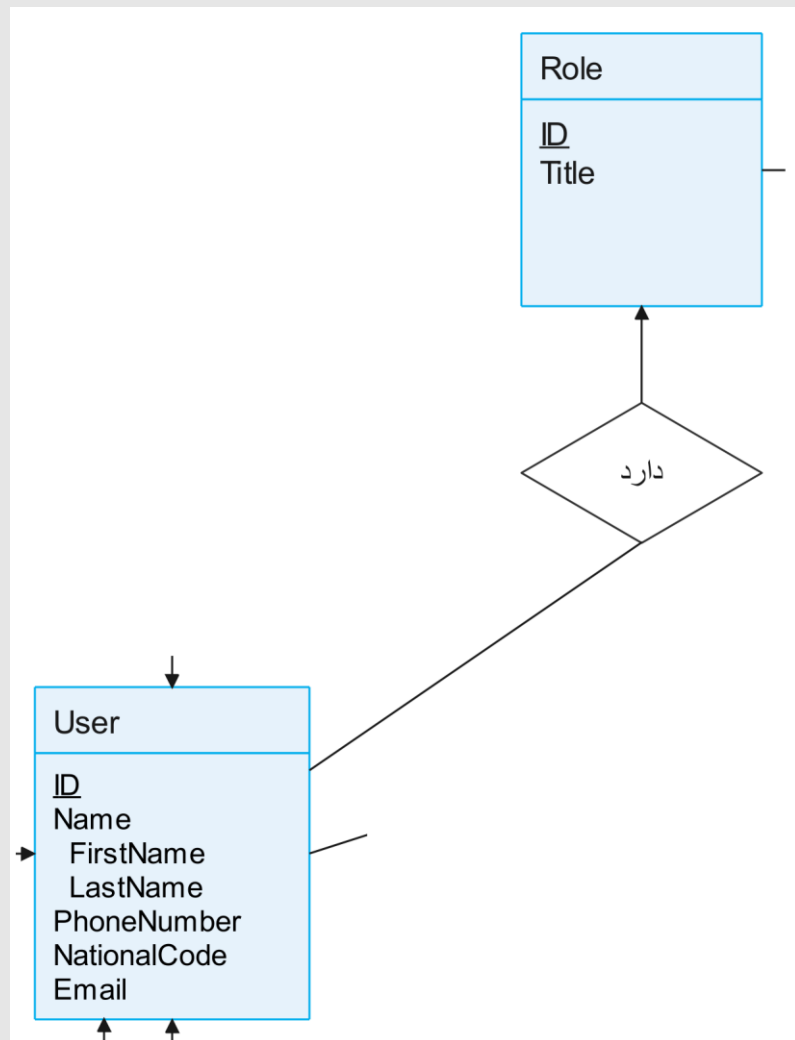 Role
ID
Title
دارد
User
ID
Name
FirstName
LastName
PhoneNumber
NationalCode
Email